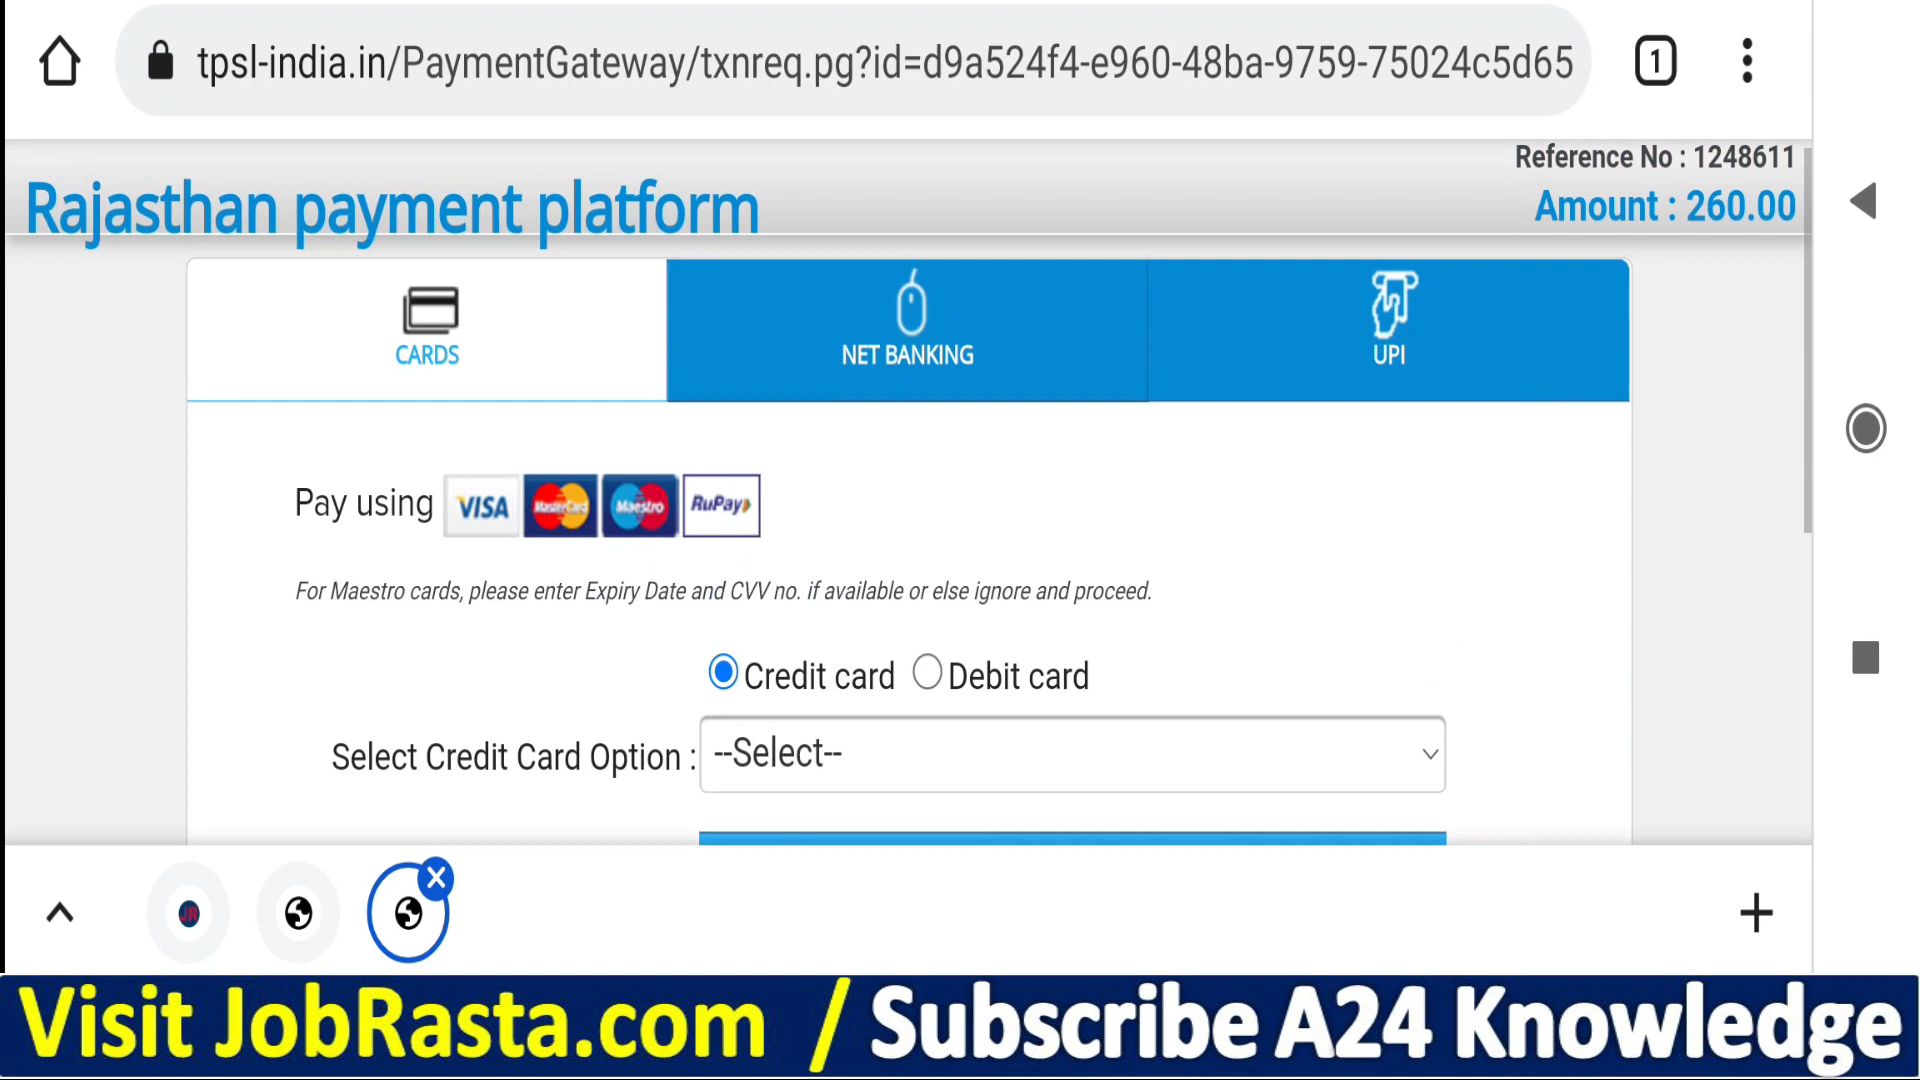 tpsl-india.in/PaymentGateway/txnreq.pg?id=d9a524f4-e960-48ba-9759-75024c5d65
1
Reference No : 1248611
Rajasthan payment platform
Amount : 260.00
CARDS
NET BANKING
UPI
Pay using VISA MasterCard Maestro RuPay
For Maestro cards, please enter Expiry Date and CVV no. if available or else ignore and proceed.
Credit card Debit card
Select Credit Card Option : --Select--
JR
Visit JobRasta.com / Subscribe A24 Knowledge